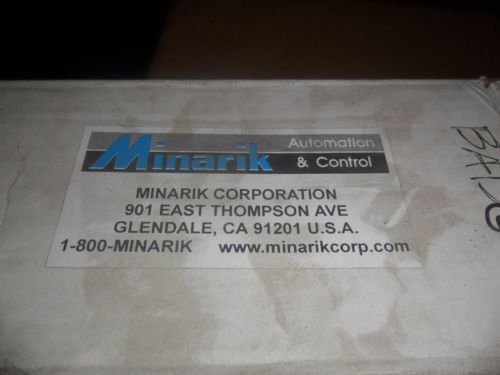 Minarik Automation
& Control
MINARIK CORPORATION
901 EAST THOMPSON AVE
GLENDALE, CA 91201 U.S.A.
1-800-MINARIK www.minarikcorp.com